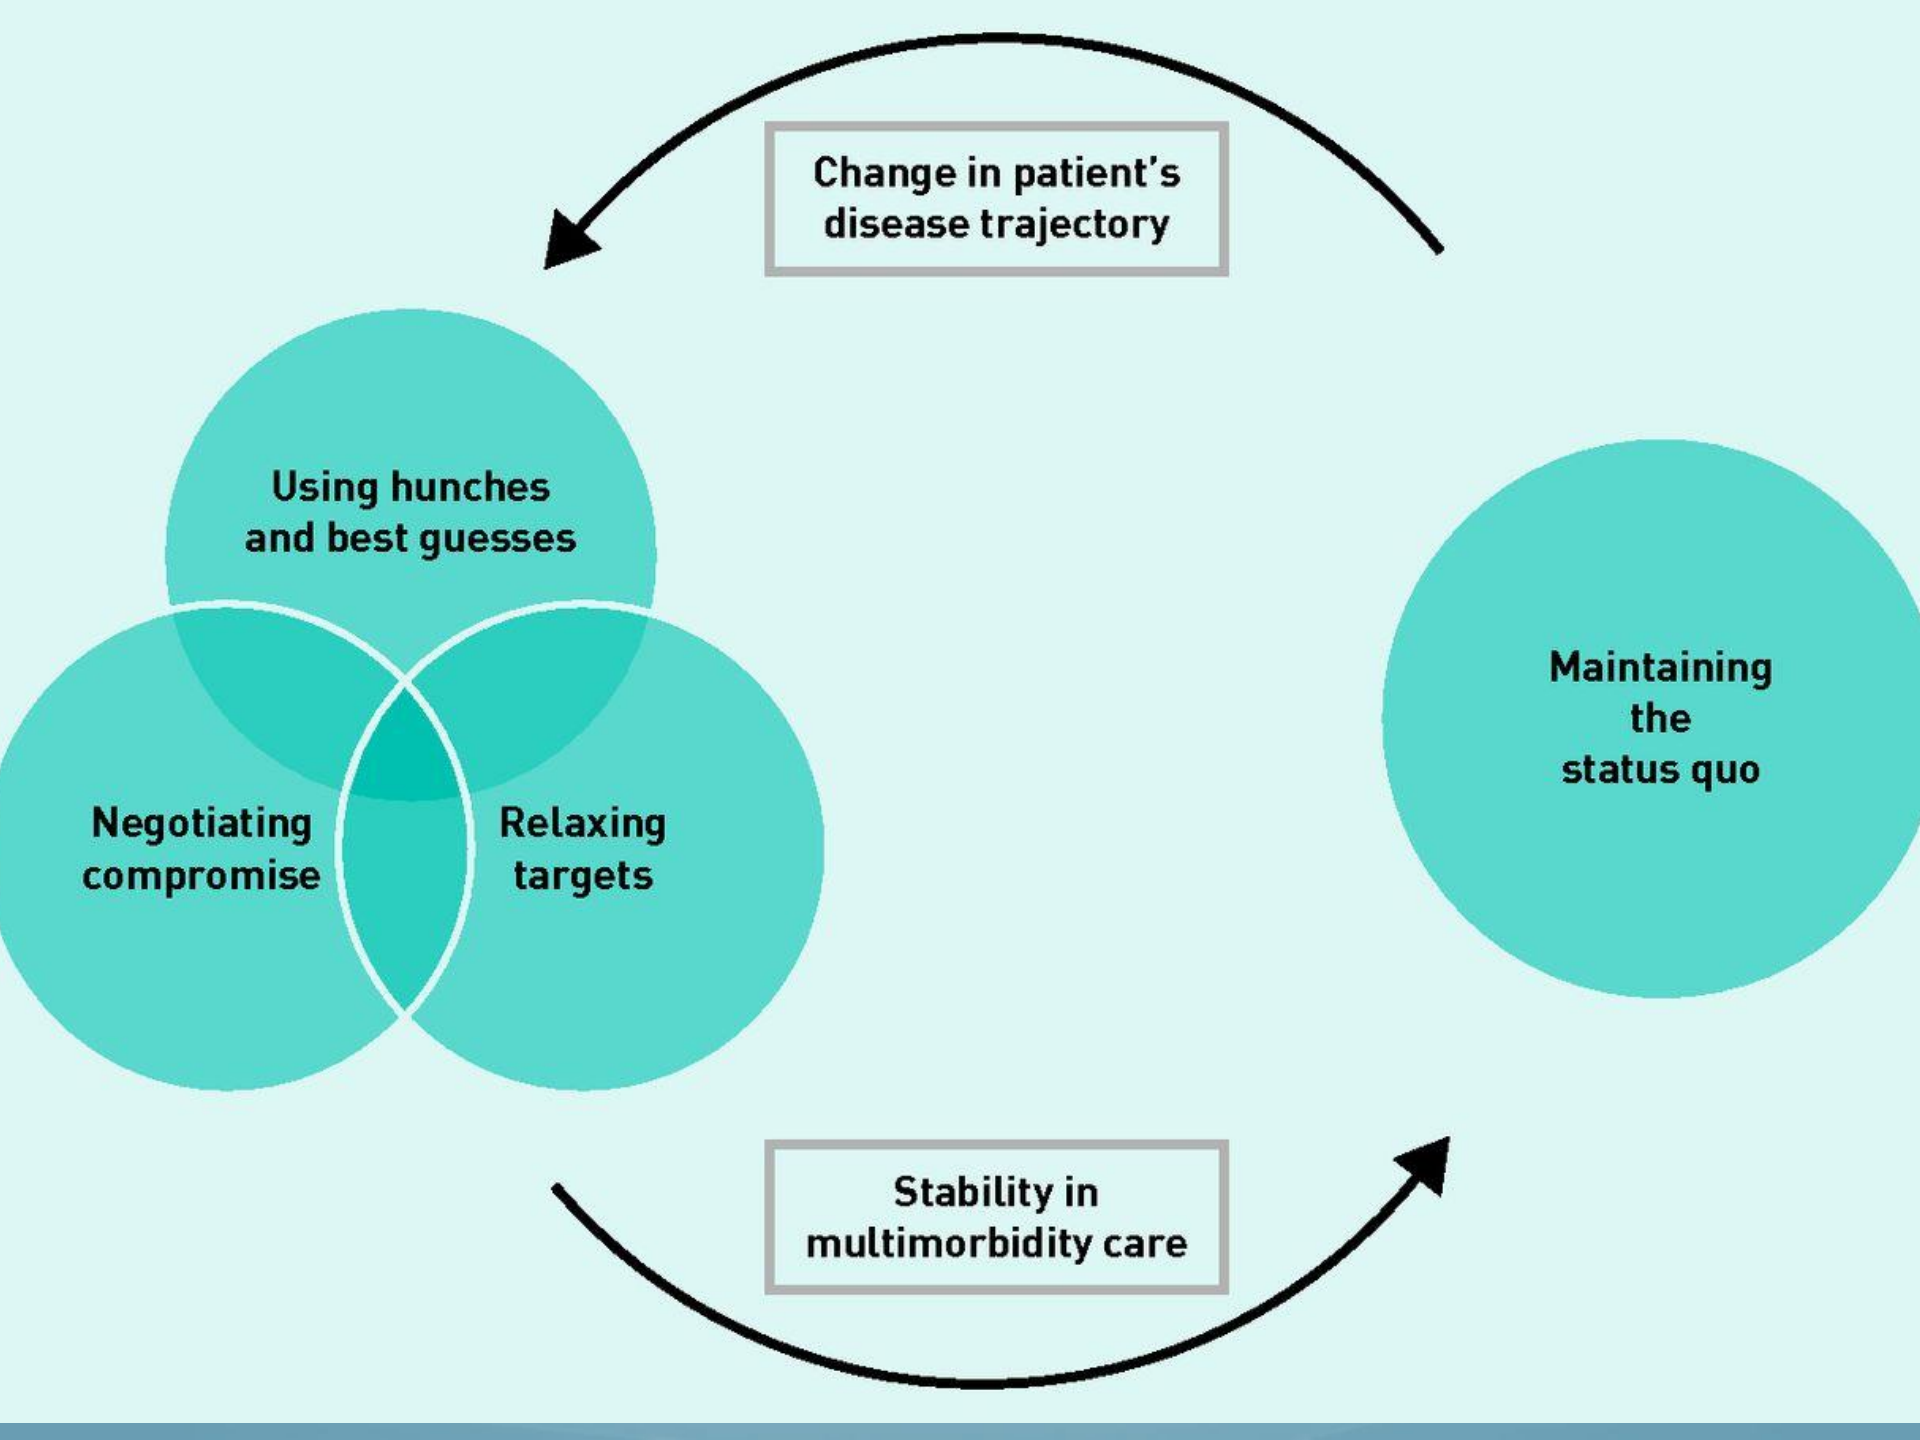 Change in patient's
disease trajectory
Using hunches
and best guesses
Negotiating
compromise
Relaxing
targets
Maintaining
the
status quo
Stability in
multimorbidity care